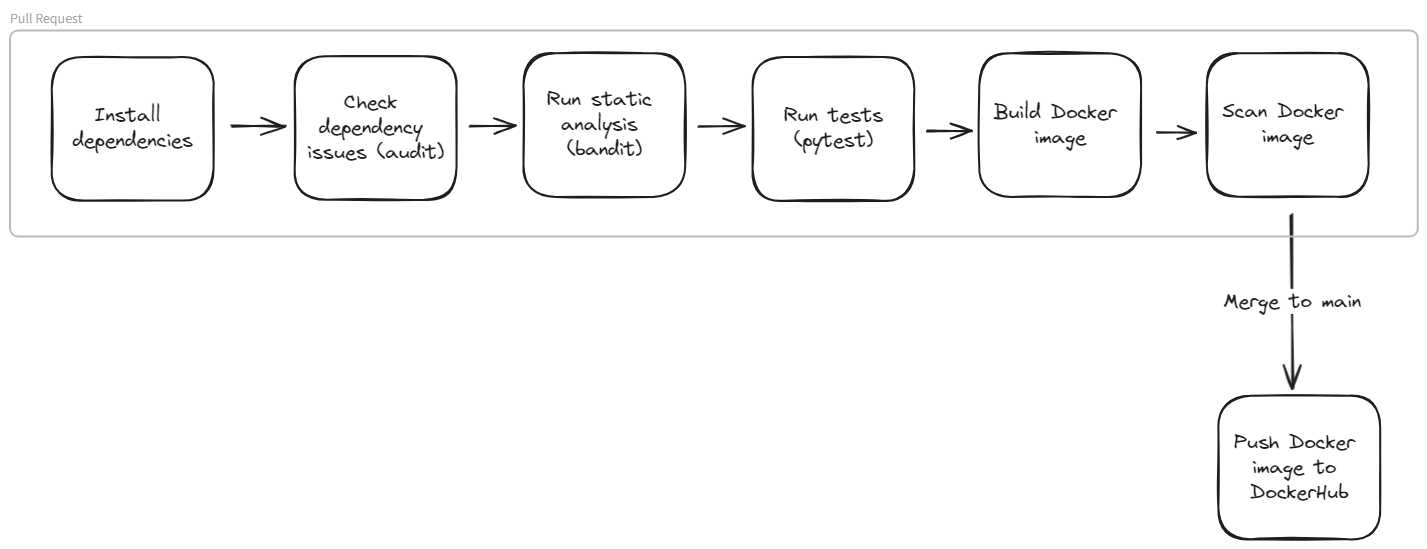 Pull Request
Install
dependencies
Check
dependency
issues (audit)
Run static
analysis
(bandit)
Run tests
(pytest)
Build Docker
image
Scan Docker
image
Merge to main
Push Docker
image to
DockerHub